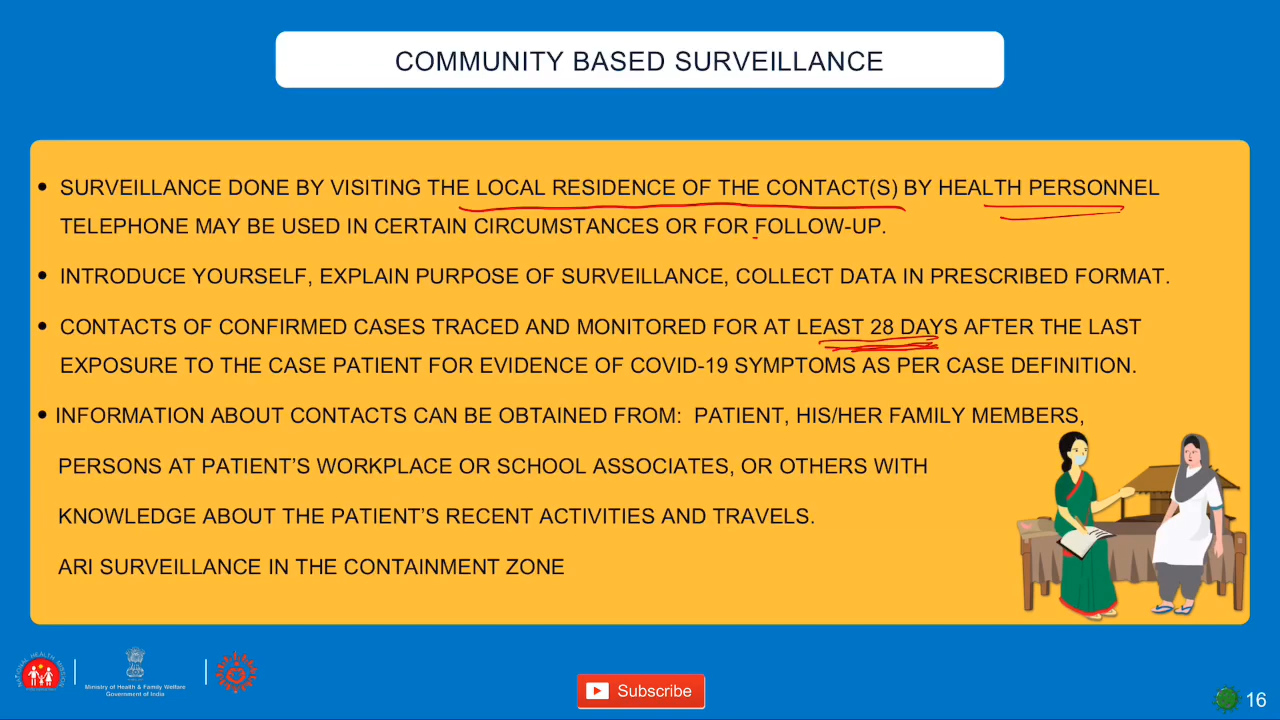 COMMUNITY BASED SURVEILLANCE
• SURVEILLANCE DONE BY VISITING THE LOCAL RESIDENCE OF THE CONTACT(S) BY HEALTH PERSONNEL
TELEPHONE MAY BE USED IN CERTAIN CIRCUMSTANCES OR FOR FOLLOW-UP.
• INTRODUCE YOURSELF, EXPLAIN PURPOSE OF SURVEILLANCE, COLLECT DATA IN PRESCRIBED FORMAT.
• CONTACTS OF CONFIRMED CASES TRACED AND MONITORED FOR AT LEAST 28 DAYS AFTER THE LAST
EXPOSURE TO THE CASE PATIENT FOR EVIDENCE OF COVID-19 SYMPTOMS AS PER CASE DEFINITION.
• INFORMATION ABOUT CONTACTS CAN BE OBTAINED FROM: PATIENT, HIS/HER FAMILY MEMBERS,
PERSONS AT PATIENT'S WORKPLACE OR SCHOOL ASSOCIATES, OR OTHERS WITH
KNOWLEDGE ABOUT THE PATIENT'S RECENT ACTIVITIES AND TRAVELS.
ARI SURVEILLANCE IN THE CONTAINMENT ZONE
NATIONAL HEALTH MISSION
Ministry of Health & Family Welfare
Government of India
Subscribe
16